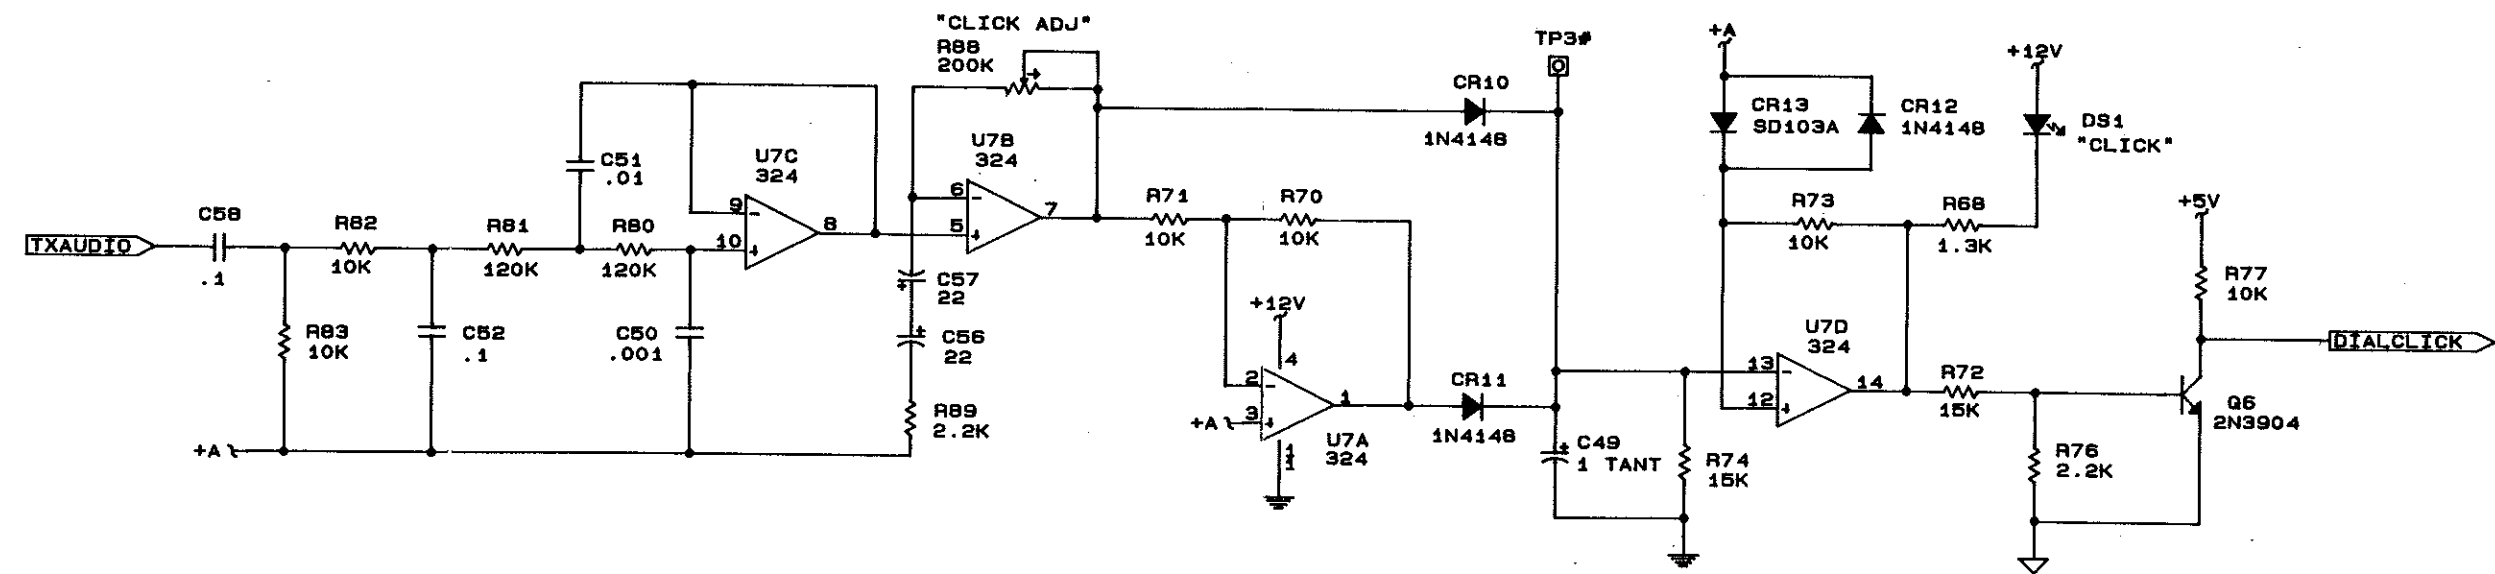 "CLICK ADJ"
R88
200K
TP3#
+A
+12V
CR10
1N4148
CR13
SD103A
CR12
1N4148
DS1
"CLICK"
C51
.01
U7C
324
U7B
324
9
8
10
6
5
7
R71
10K
R70
10K
R73
10K
R68
1.3K
+5V
TXAUDIO
C58
.1
R82
10K
R81
120K
R80
120K
C57
22
C56
22
R77
10K
DIALCLICK
R83
10K
C52
.1
C50
.001
R89
2.2K
+A
+12V
4
2
3
1
+A
11
U7A
324
CR11
1N4148
C49
1 TANT
R74
15K
U7D
324
13
12
14
R72
15K
Q6
2N3904
R76
2.2K